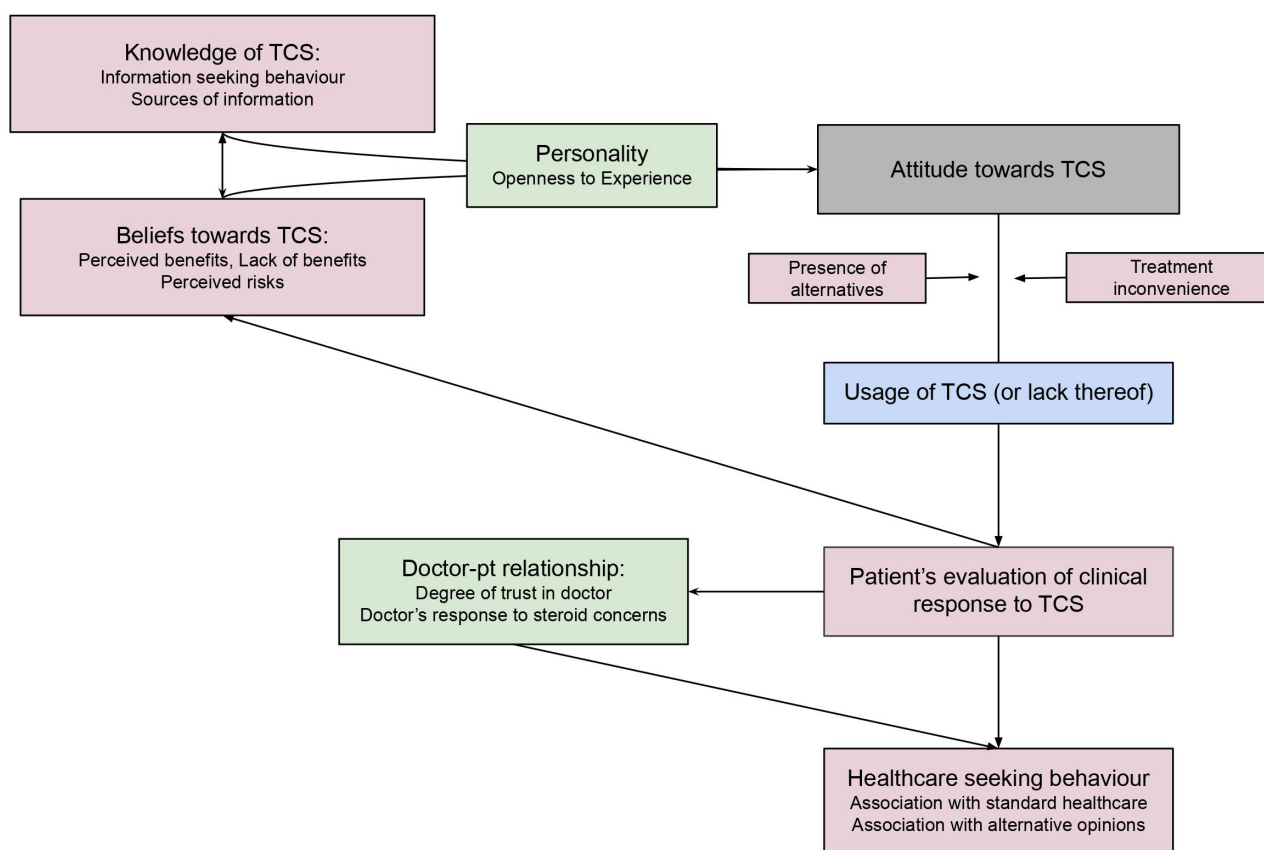 Knowledge of TCS:
Information seeking behaviour
Sources of information
Personality
Openness to Experience
Attitude towards TCS
Beliefs towards TCS:
Perceived benefits, Lack of benefits
Perceived risks
Presence of
alternatives
Treatment
inconvenience
Usage of TCS (or lack thereof)
Doctor-pt relationship:
Degree of trust in doctor
Doctor's response to steroid concerns
Patient's evaluation of clinical
response to TCS
Healthcare seeking behaviour
Association with standard healthcare
Association with alternative opinions